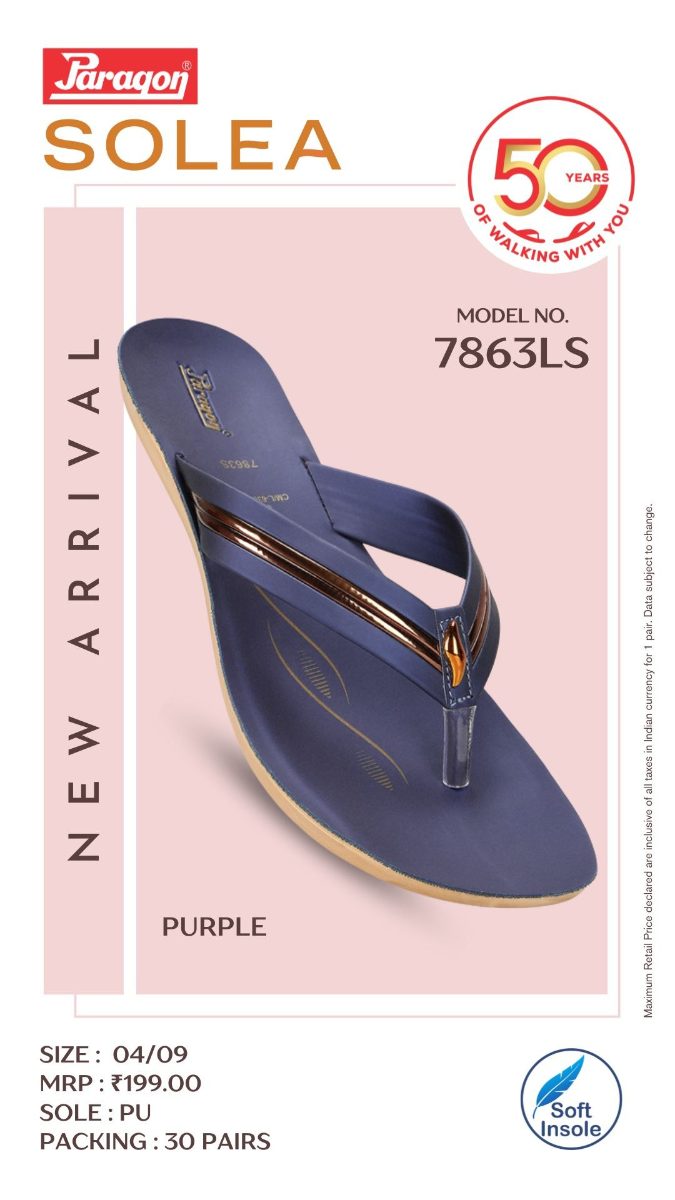 Paragon®
SOLEA
50 YEARS
OF WALKING WITH YOU
MODEL NO.
7863LS
NEW ARRIVAL
Paragon
7863S
PURPLE
Maximum Retail Price declared are inclusive of all taxes in Indian currency for 1 pair. Data subject to change.
SIZE : 04/09
MRP : ₹199.00
SOLE : PU
PACKING : 30 PAIRS
Soft
Insole